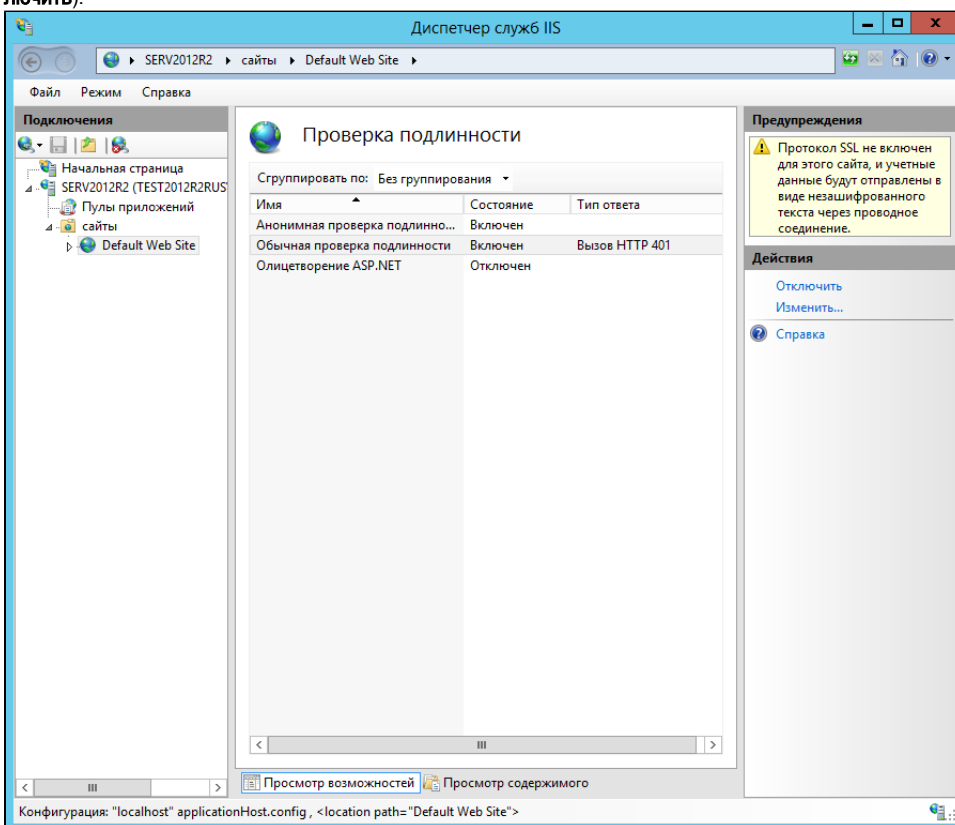 лючить).
Диспетчер служб IIS
SERV2012R2 сайты Default Web Site
Файл Режим Справка
Подключения
Начальная страница
SERV2012R2 (TEST2012R2RUS
Пулы приложений
сайты
Default Web Site
Проверка подлинности
Сгруппировать по: Без группирования
Имя Состояние Тип ответа
Анонимная проверка подлинно... Включен
Обычная проверка подлинности Включен Вызов HTTP 401
Олицетворение ASP.NET Отключен
Просмотр возможностей Просмотр содержимого
Предупреждения
Протокол SSL не включен
для этого сайта, и учетные
данные будут отправлены в
виде незашифрованного
текста через проводное
соединение.
Действия
Отключить
Изменить...
Справка
Конфигурация: "localhost" applicationHost.config , <location path="Default Web Site">